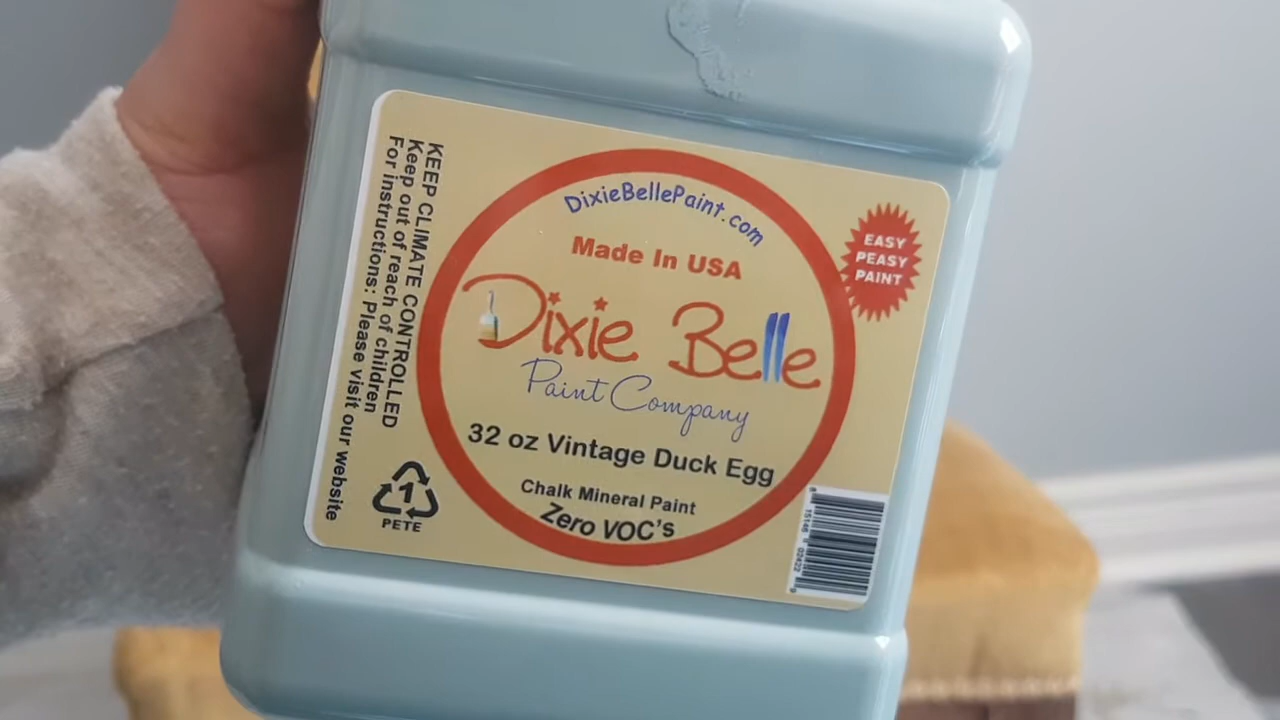 KEEP CLIMATE CONTROLLED
Keep out of reach of children
For instructions: Please visit our website
1
PETE
DixieBellePaint.com
Made In USA
Dixie Belle
Paint Company
32 oz Vintage Duck Egg
Chalk Mineral Paint
Zero VOC's
EASY
PEASY
PAINT